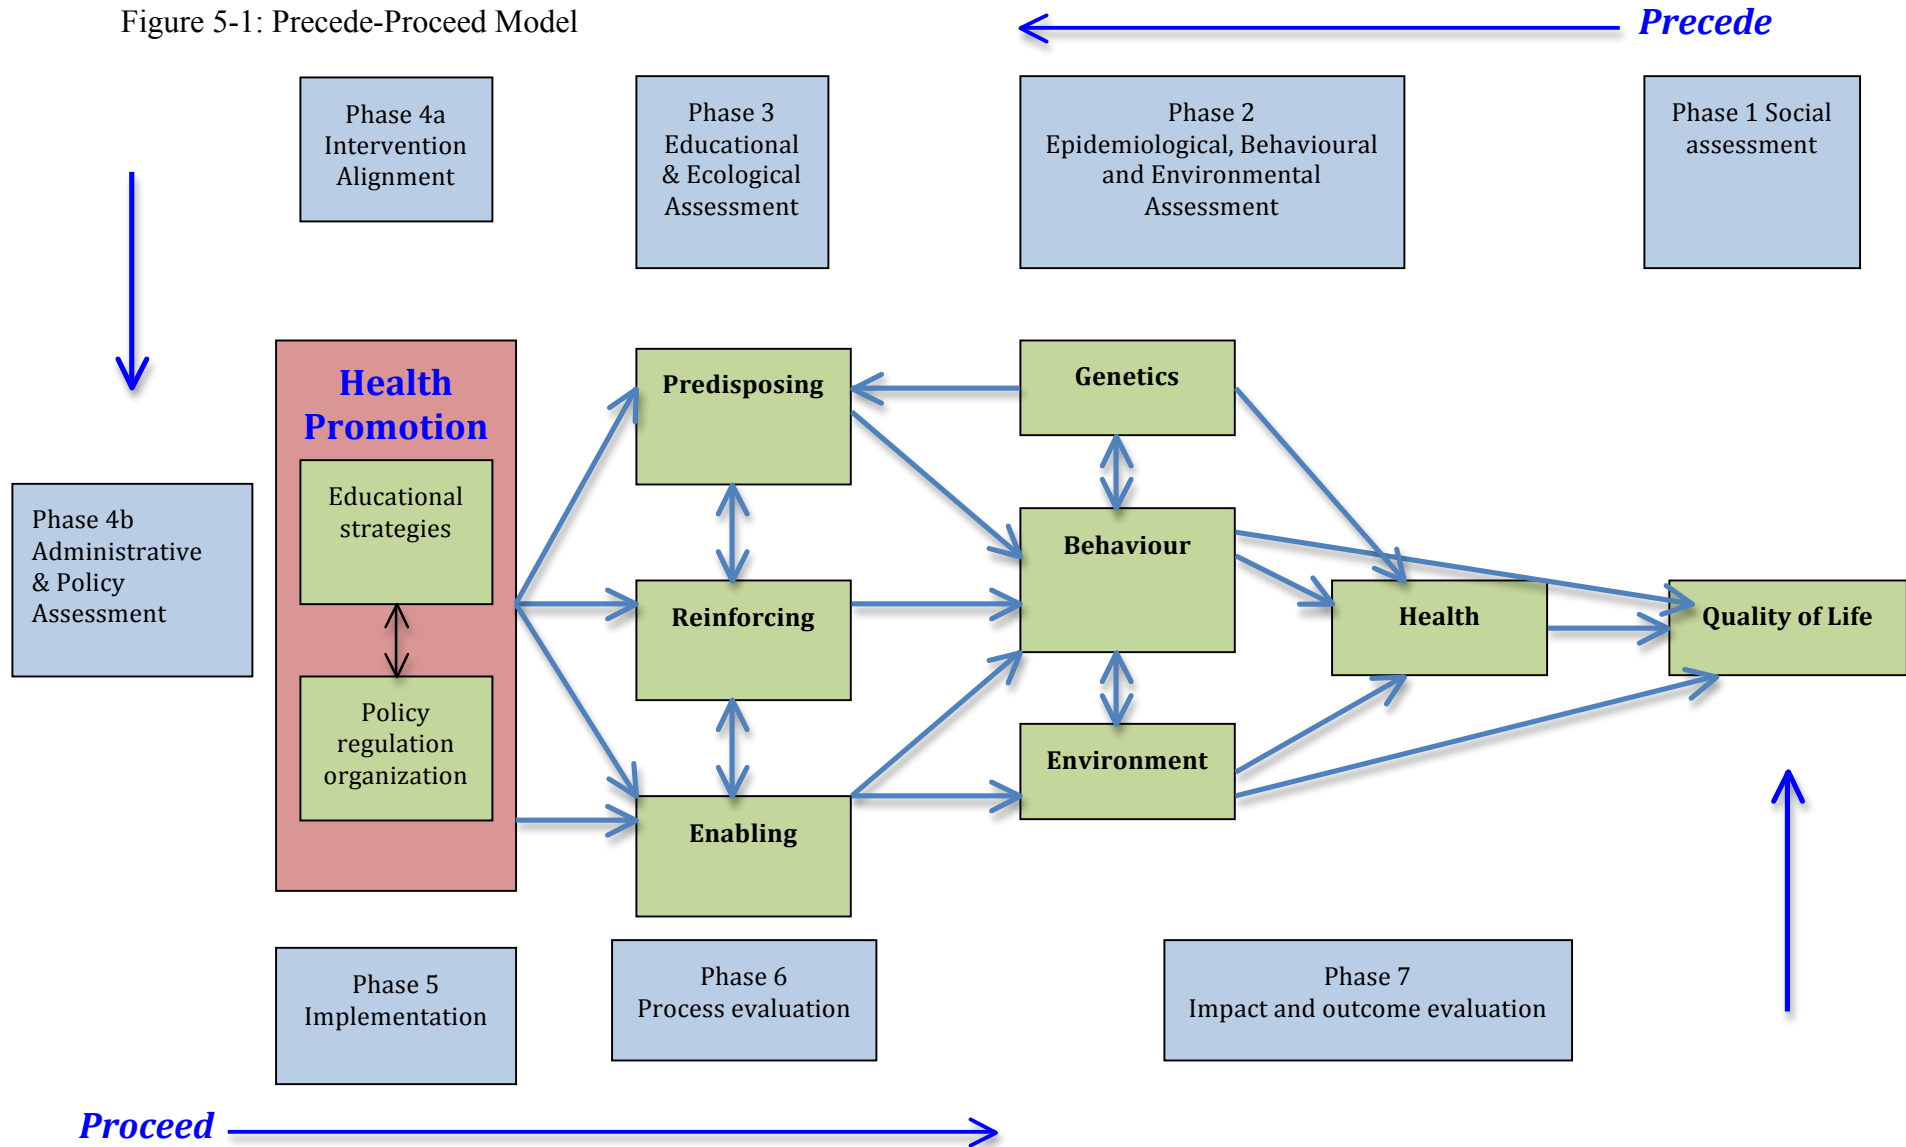 Figure 5-1: Precede-Proceed Model
Precede
Phase 4a
Intervention
Alignment
Phase 3
Educational
& Ecological
Assessment
Phase 2
Epidemiological, Behavioural
and Environmental
Assessment
Phase 1 Social
assessment
Health
Promotion
Educational
strategies
Policy
regulation
organization
Phase 4b
Administrative
& Policy
Assessment
Predisposing
Reinforcing
Enabling
Genetics
Behaviour
Environment
Health
Quality of Life
Phase 5
Implementation
Phase 6
Process evaluation
Phase 7
Impact and outcome evaluation
Proceed